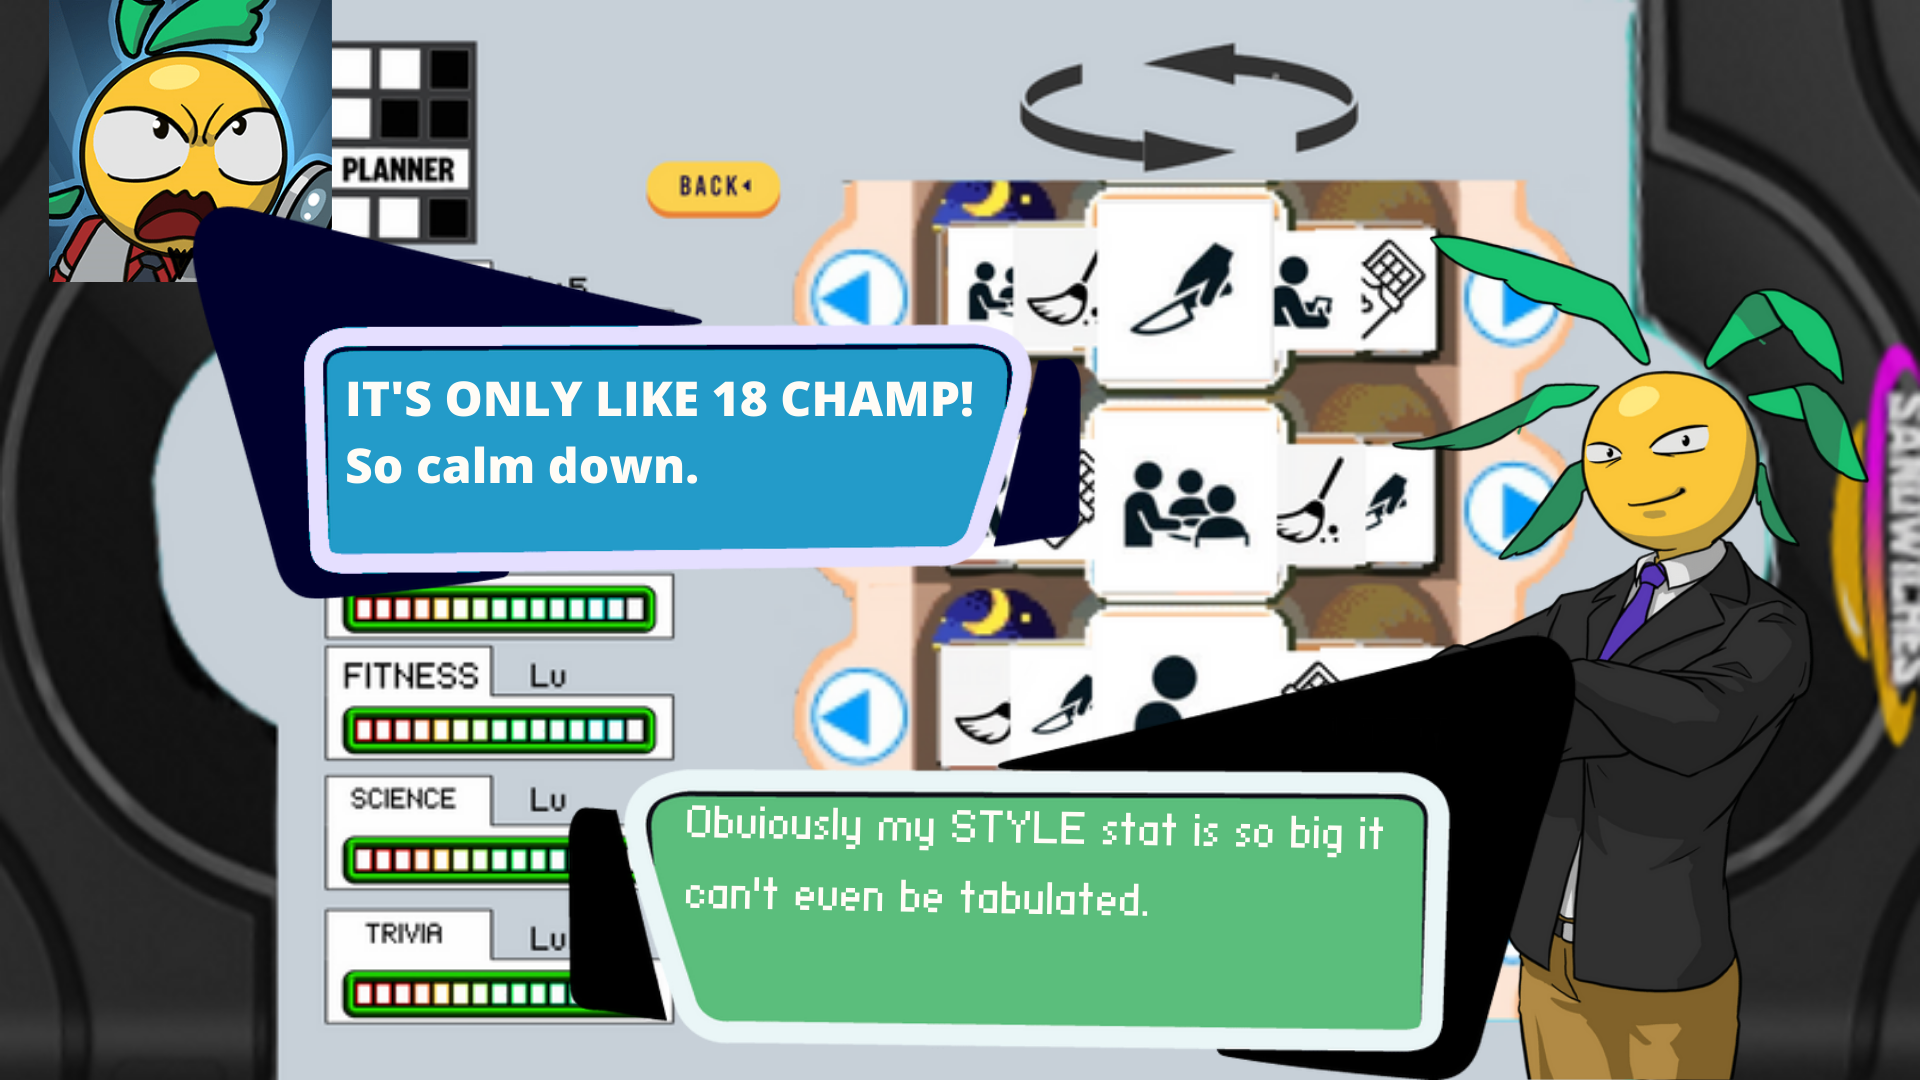 PLANNER
BACK
IT'S ONLY LIKE 18 CHAMP!
So calm down.
FITNESS Lv
SCIENCE Lv
TRIVIA Lv
Obviously my STYLE stat is so big it
can't even be tabulated.
SANDWICHES